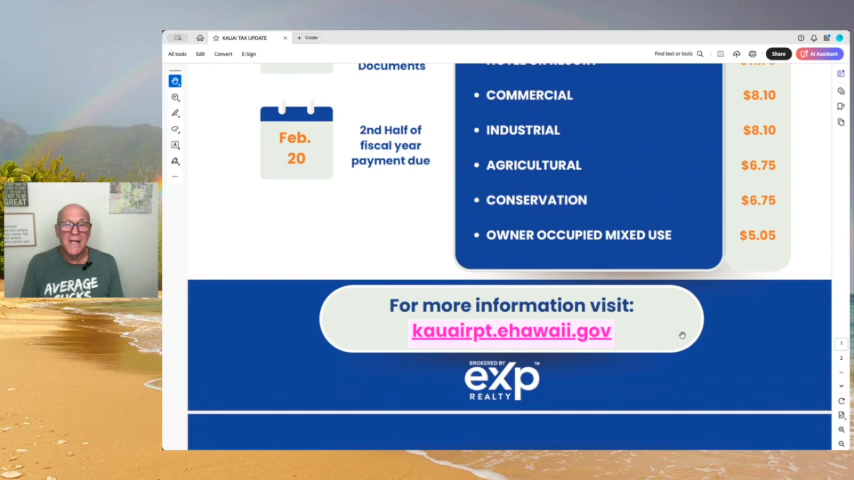 KAUAI TAX UPDATE
Create
All tools
Edit
Convert
E-Sign
Find text or tools
Share
AI Assistant
Documents
Feb.
20
2nd Half of
fiscal year
payment due
• COMMERCIAL $8.10
• INDUSTRIAL $8.10
• AGRICULTURAL $6.75
• CONSERVATION $6.75
• OWNER OCCUPIED MIXED USE $5.05
For more information visit:
kauairpt.ehawaii.gov
BROKERED BY
exp
REALTY
AVERAGE
GREAT
1
2